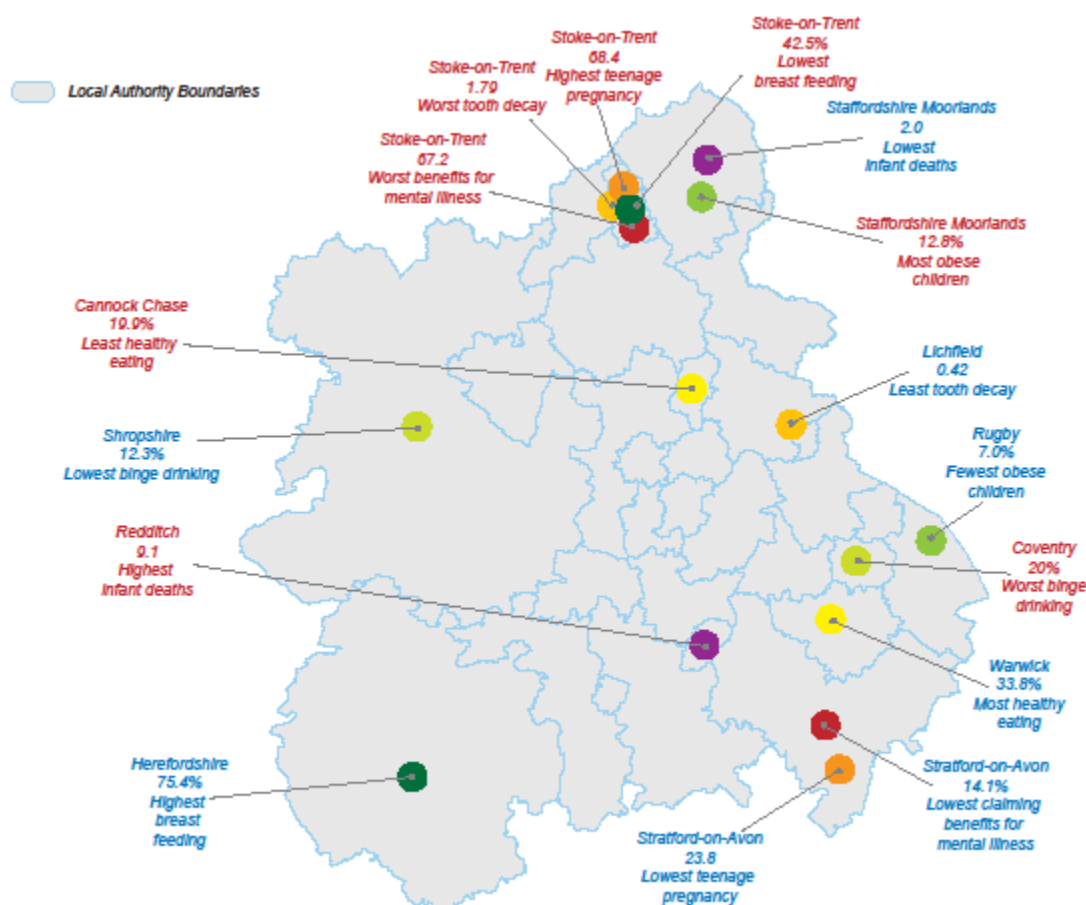 Stoke-on-Trent
42.5%
Lowest
breast feeding
Stoke-on-Trent
68.4
Highest teenage
pregnancy
Stoke-on-Trent
1.79
Worst tooth decay
Local Authority Boundaries
Staffordshire Moorlands
2.0
Lowest
Infant deaths
Stoke-on-Trent
67.2
Worst benefits for
mental illness
Staffordshire Moorlands
12.8%
Most obese
children
Cannock Chase
19.9%
Least healthy
eating
Lichfield
0.42
Least tooth decay
Shropshire
12.3%
Lowest binge drinking
Rugby
7.0%
Fewest obese
children
Redditch
9.1
Highest
Infant deaths
Coventry
20%
Worst binge
drinking
Warwick
33.8%
Most healthy
eating
Herefordshire
75.4%
Highest
breast
feeding
Stratford-on-Avon
14.1%
Lowest claiming
benefits for
mental illness
Stratford-on-Avon
23.8
Lowest teenage
pregnancy